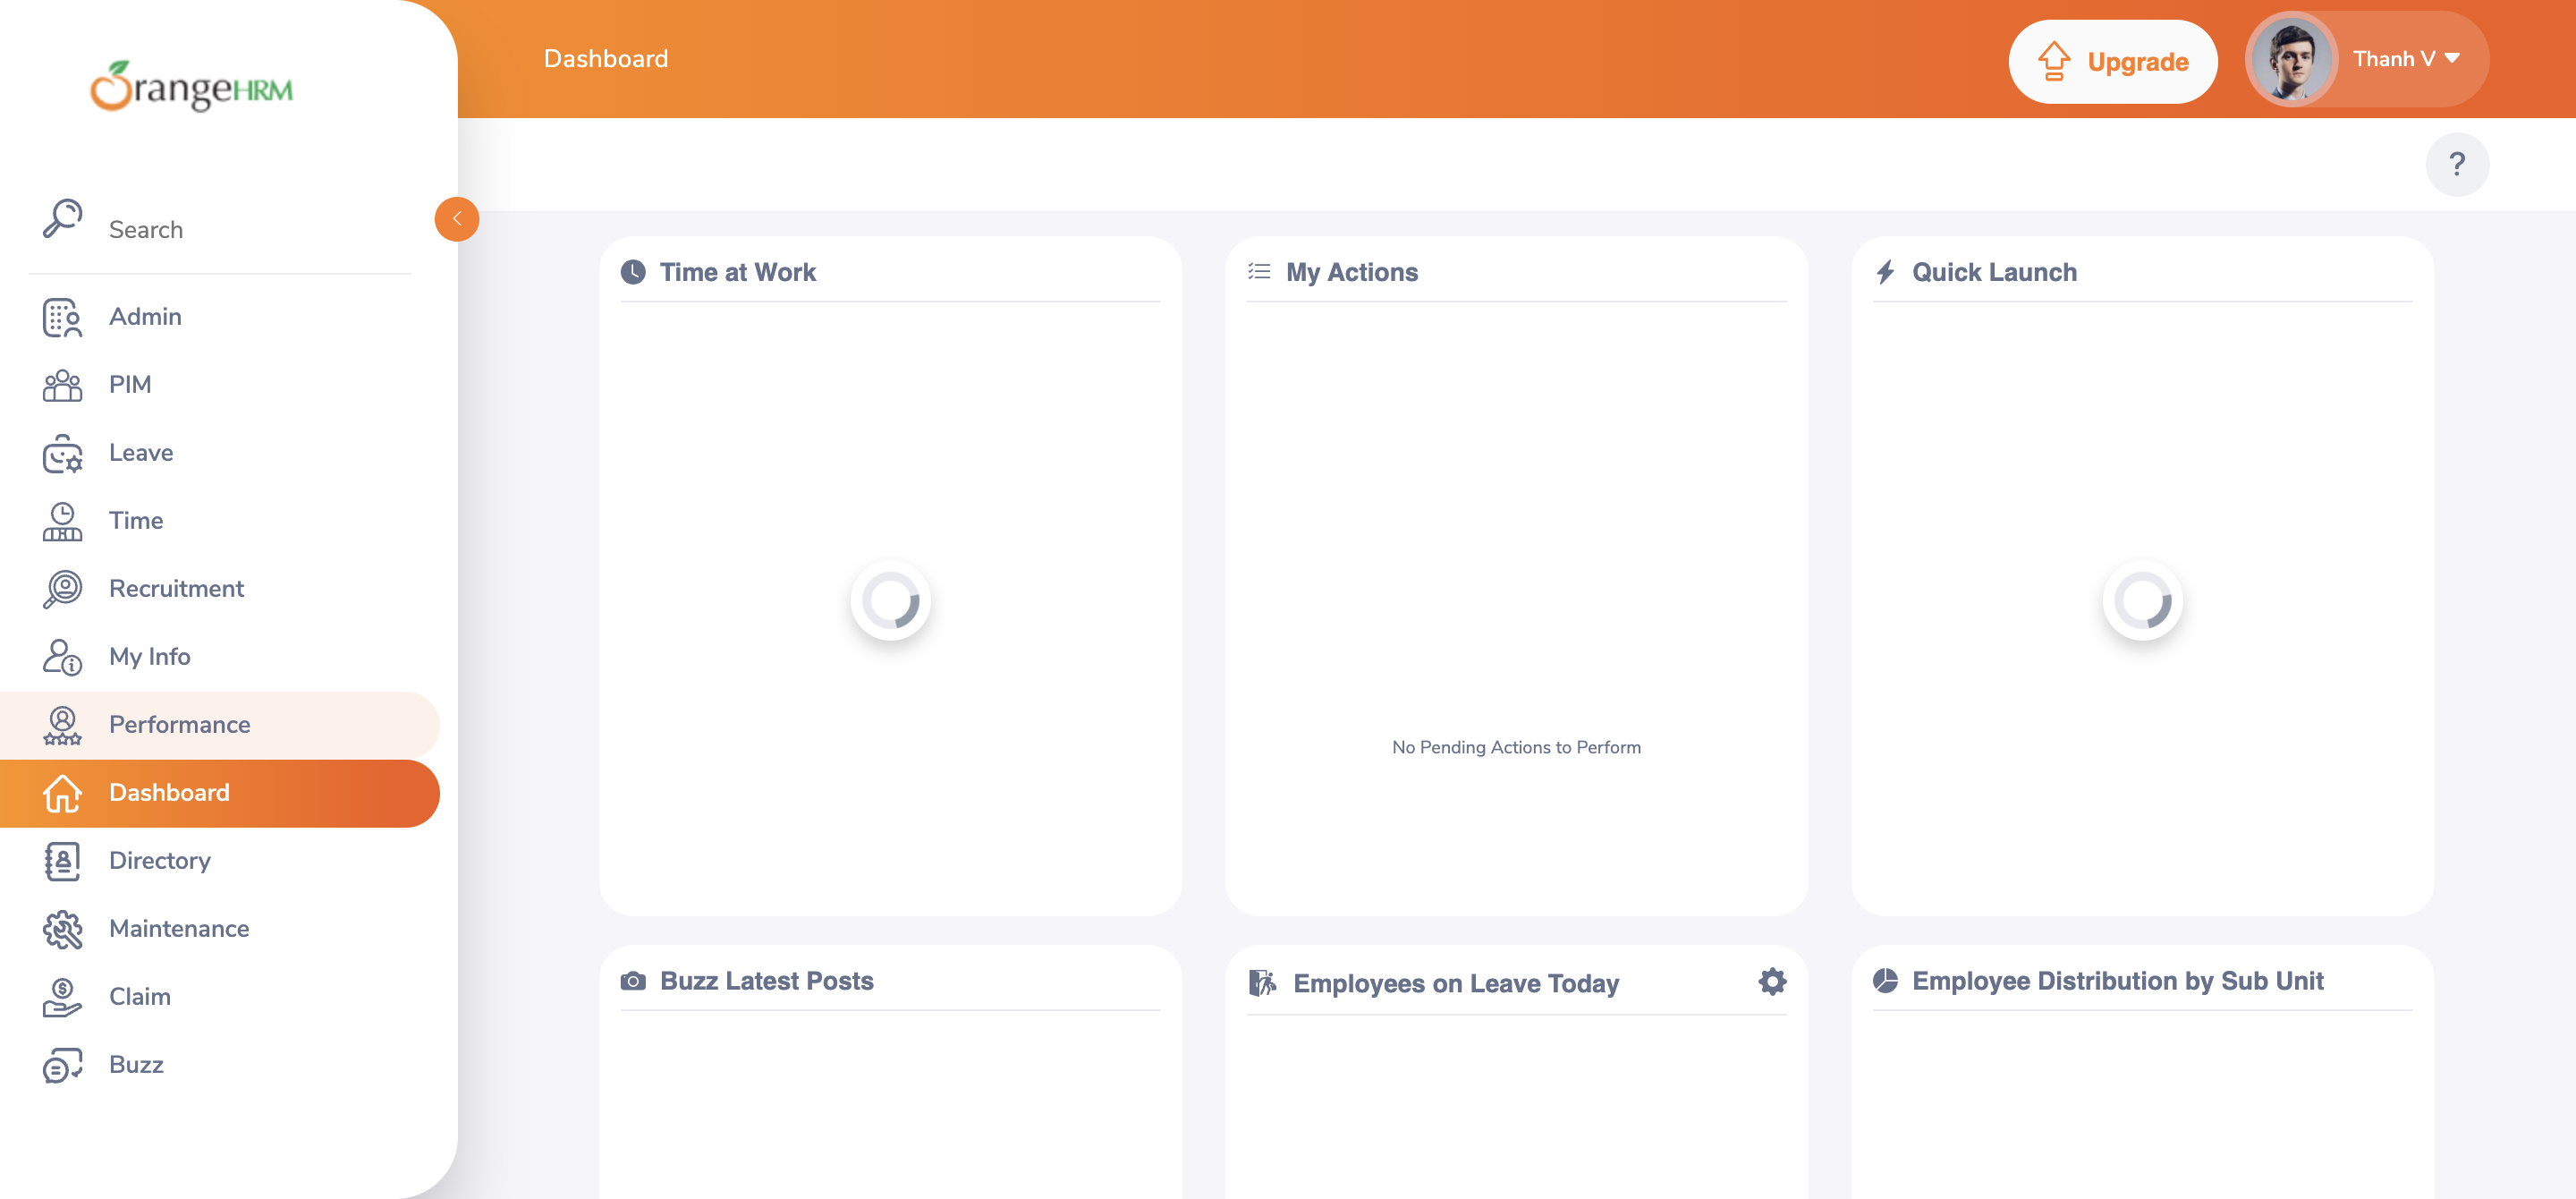 OrangeHRM
Search
Admin
PIM
Leave
Time
Recruitment
My Info
Performance
Dashboard
Directory
Maintenance
Claim
Buzz
Dashboard
Upgrade
Thanh V
?
Time at Work
My Actions
No Pending Actions to Perform
Quick Launch
Buzz Latest Posts
Employees on Leave Today
Employee Distribution by Sub Unit